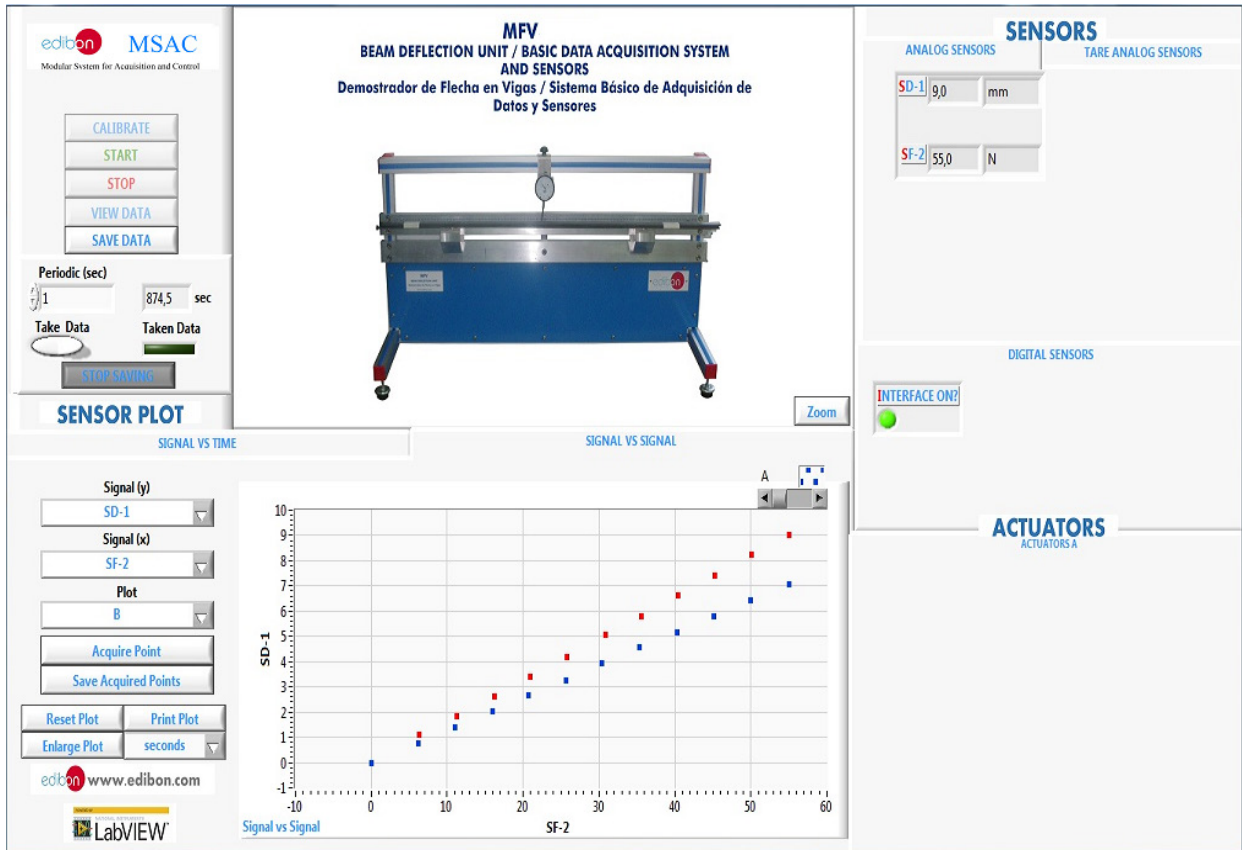 edibon MSAC
Modular System for Acquisition and Control
CALIBRATE
START
STOP
VIEW DATA
SAVE DATA
Periodic (sec)
1
874,5 sec
Take Data
Taken Data
STOP SAVING
MFV
BEAM DEFLECTION UNIT / BASIC DATA ACQUISITION SYSTEM
AND SENSORS
Demostrador de Flecha en Vigas / Sistema Básico de Adquisición de
Datos y Sensores
MFV
edibon
Zoom
SENSORS
ANALOG SENSORS
TARE ANALOG SENSORS
SD-1 9,0 mm
SF-2 55,0 N
DIGITAL SENSORS
INTERFACE ON?
ACTUATORS
ACTUATORS A
SENSOR PLOT
SIGNAL VS TIME
SIGNAL VS SIGNAL
Signal (y)
SD-1
Signal (x)
SF-2
Plot
B
Acquire Point
Save Acquired Points
Reset Plot
Print Plot
Enlarge Plot
seconds
edibon www.edibon.com
NATIONAL INSTRUMENTS
LabVIEW
A
SD-1
10
9
8
7
6
5
4
3
2
1
0
-1
-10 0 10 20 30 40 50 60
SF-2
Signal vs Signal